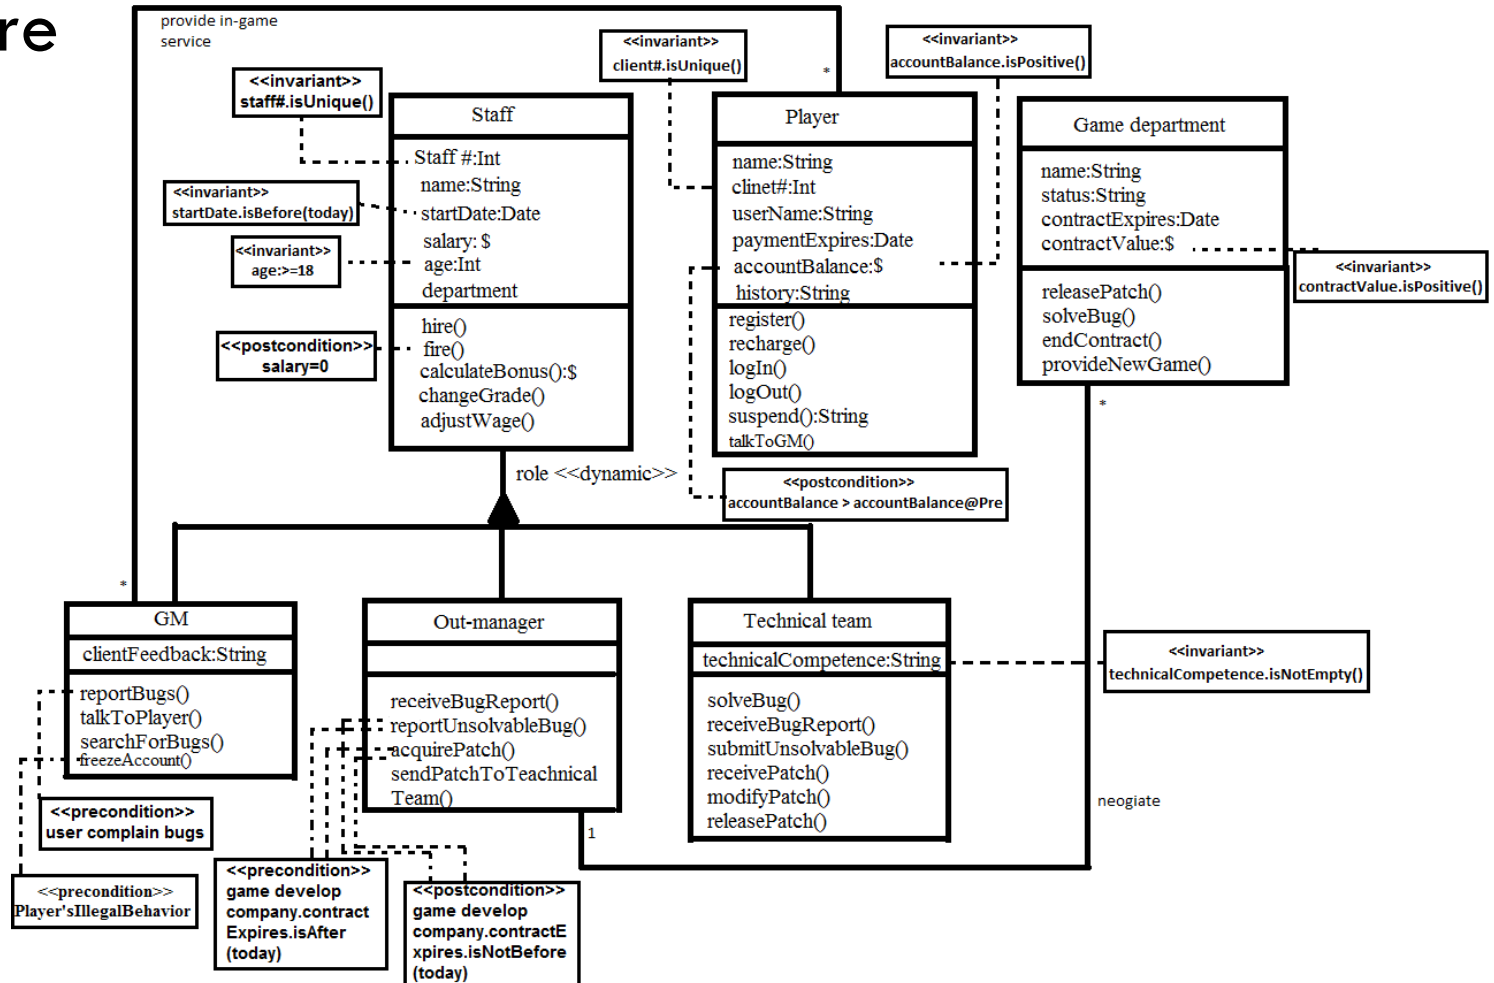 re
provide in-game
service
<<invariant>>
client#.isUnique()
<<invariant>>
accountBalance.isPositive()
<<invariant>>
staff#.isUnique()
*
Staff
Staff #:Int
name:String
startDate:Date
salary: $
age:Int
department
hire()
fire()
calculateBonus():$
changeGrade()
adjustWage()
<<invariant>>
startDate.isBefore(today)
<<invariant>>
age:>=18
<<postcondition>>
salary=0
Player
name:String
clinet#:Int
userName:String
paymentExpires:Date
accountBalance:$
history:String
register()
recharge()
logIn()
logOut()
suspend():String
talkToGM()
Game department
name:String
status:String
contractExpires:Date
contractValue:$
releasePatch()
solveBug()
endContract()
provideNewGame()
<<invariant>>
contractValue.isPositive()
*
role <<dynamic>>
<<postcondition>>
accountBalance > accountBalance@Pre
*
GM
clientFeedback:String
reportBugs()
talkToPlayer()
searchForBugs()
freezeAccount()
Out-manager
receiveBugReport()
reportUnsolvableBug()
acquirePatch()
sendPatchToTeachnical
Team()
Technical team
technicalCompetence:String
solveBug()
receiveBugReport()
submitUnsolvableBug()
receivePatch()
modifyPatch()
releasePatch()
<<invariant>>
technicalCompetence.isNotEmpty()
neogiate
1
<<precondition>>
user complain bugs
<<precondition>>
Player'sIllegalBehavior
<<precondition>>
game develop
company.contract
Expires.isAfter
(today)
<<postcondition>>
game develop
company.contractE
xpires.isNotBefore
(today)